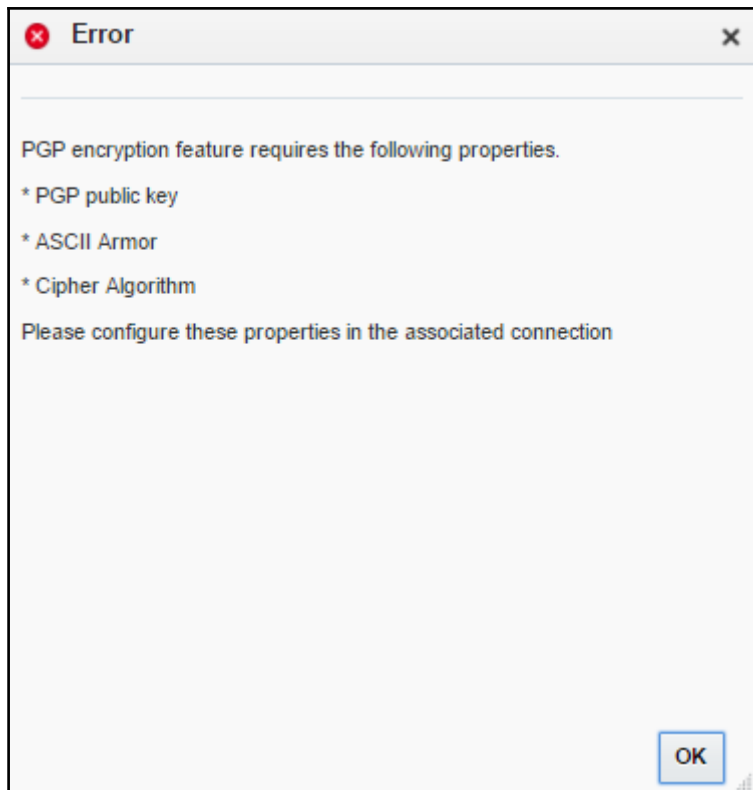 Error
PGP encryption feature requires the following properties.
* PGP public key
* ASCII Armor
* Cipher Algorithm
Please configure these properties in the associated connection
OK